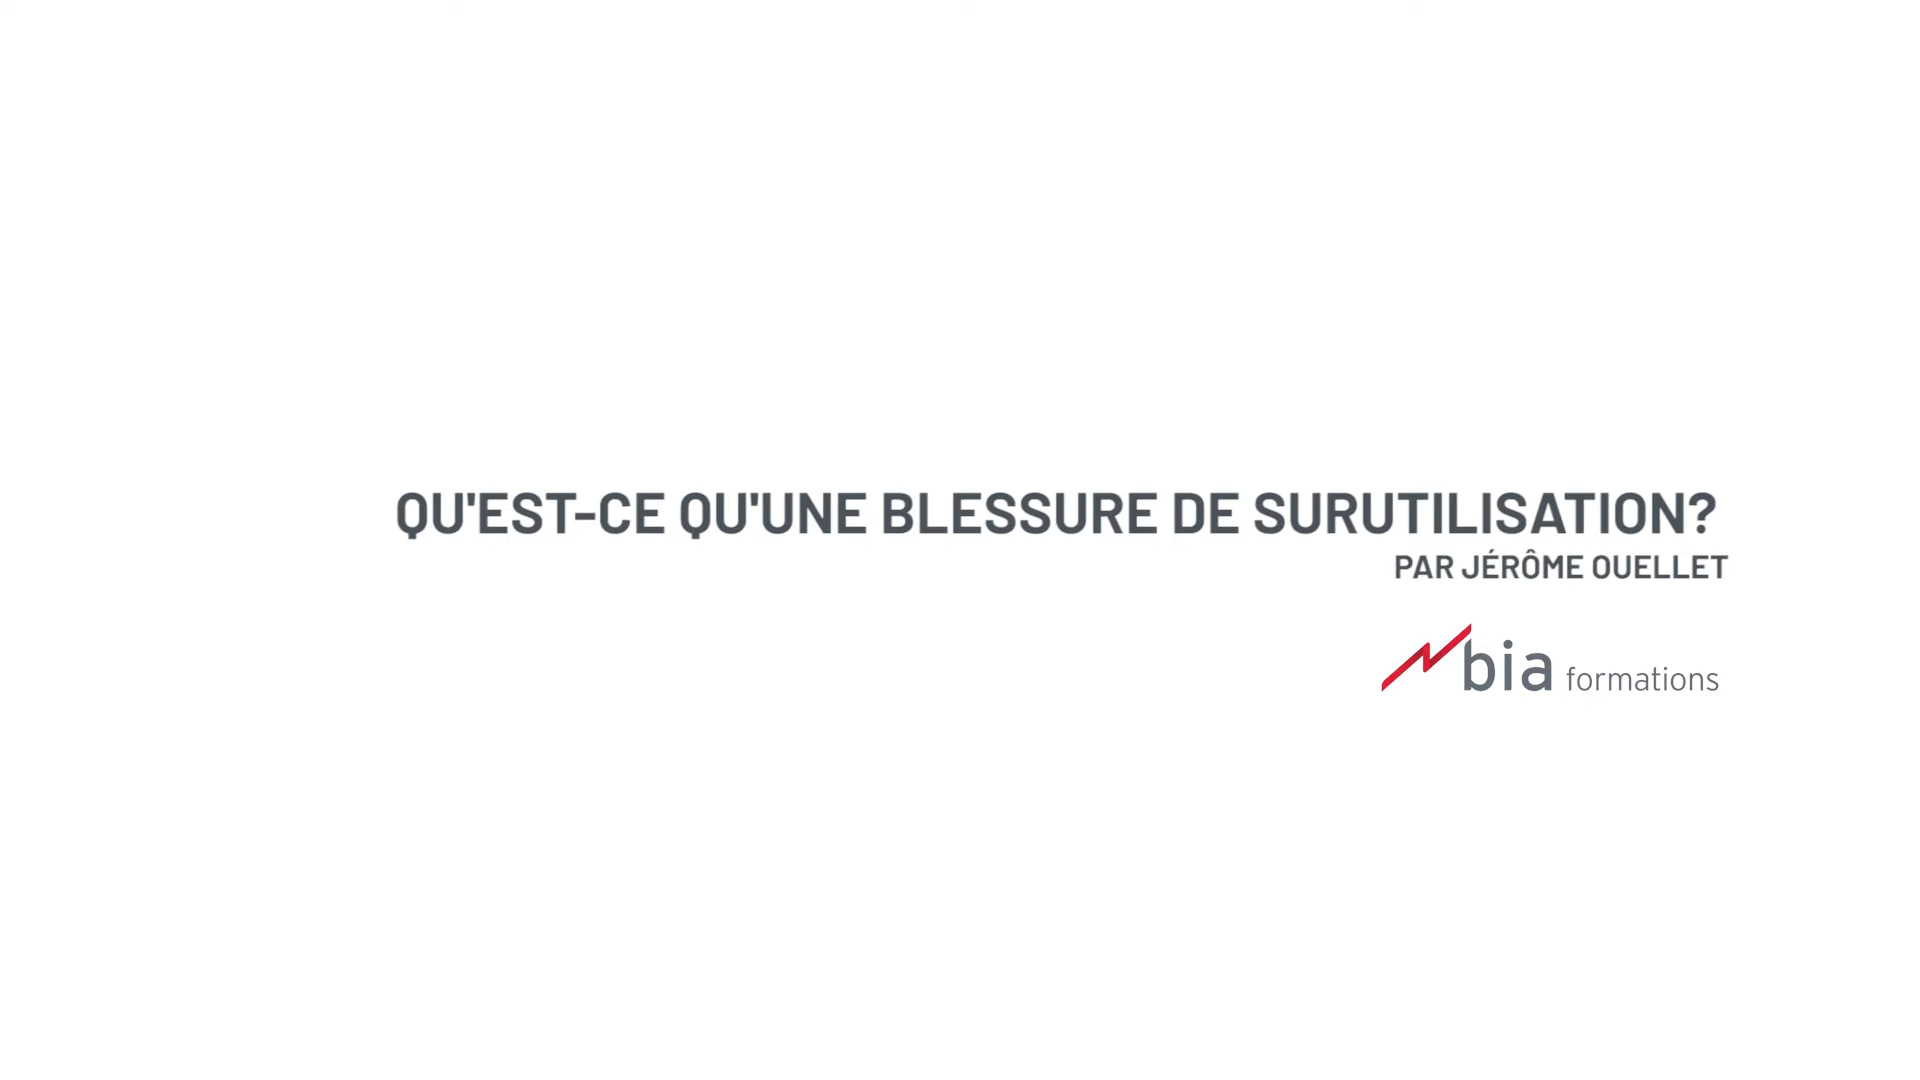 QU'EST-CE QU'UNE BLESSURE DE SURUTILISATION?
PAR JÉRÔME OUELLET
bia formations